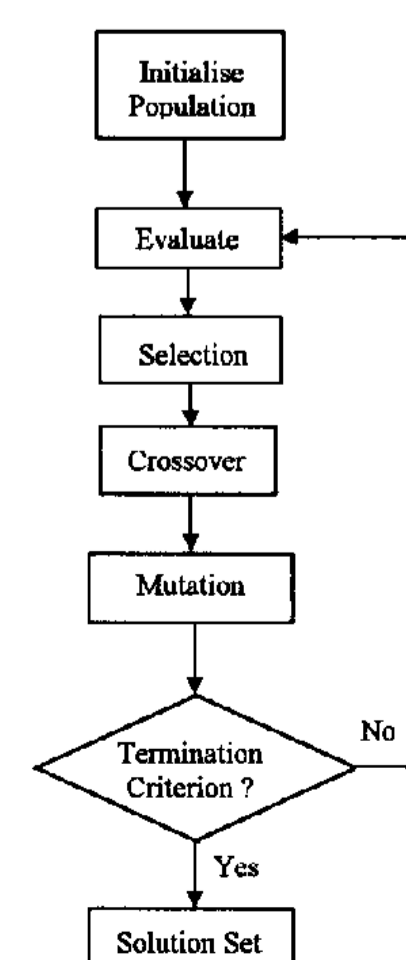 Initialise
Population
Evaluate
Selection
Crossover
Mutation
Termination
Criterion ?
No
Yes
Solution Set